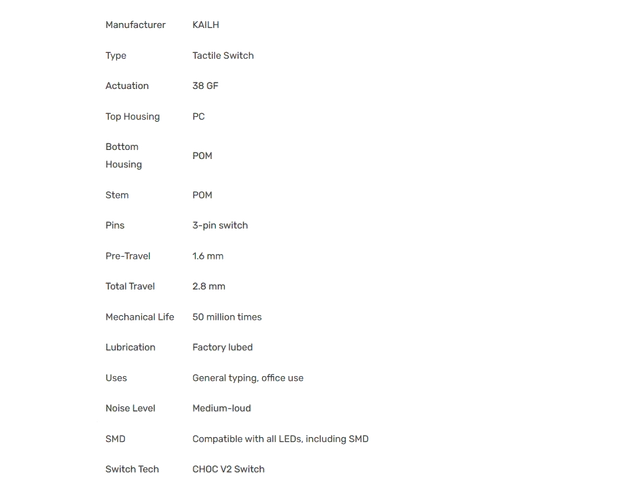 Manufacturer KAILH
Type Tactile Switch
Actuation 38 GF
Top Housing PC
Bottom
Housing POM
Stem POM
Pins 3-pin switch
Pre-Travel 1.6 mm
Total Travel 2.8 mm
Mechanical Life 50 million times
Lubrication Factory lubed
Uses General typing, office use
Noise Level Medium-loud
SMD Compatible with all LEDs, including SMD
Switch Tech CHOC V2 Switch